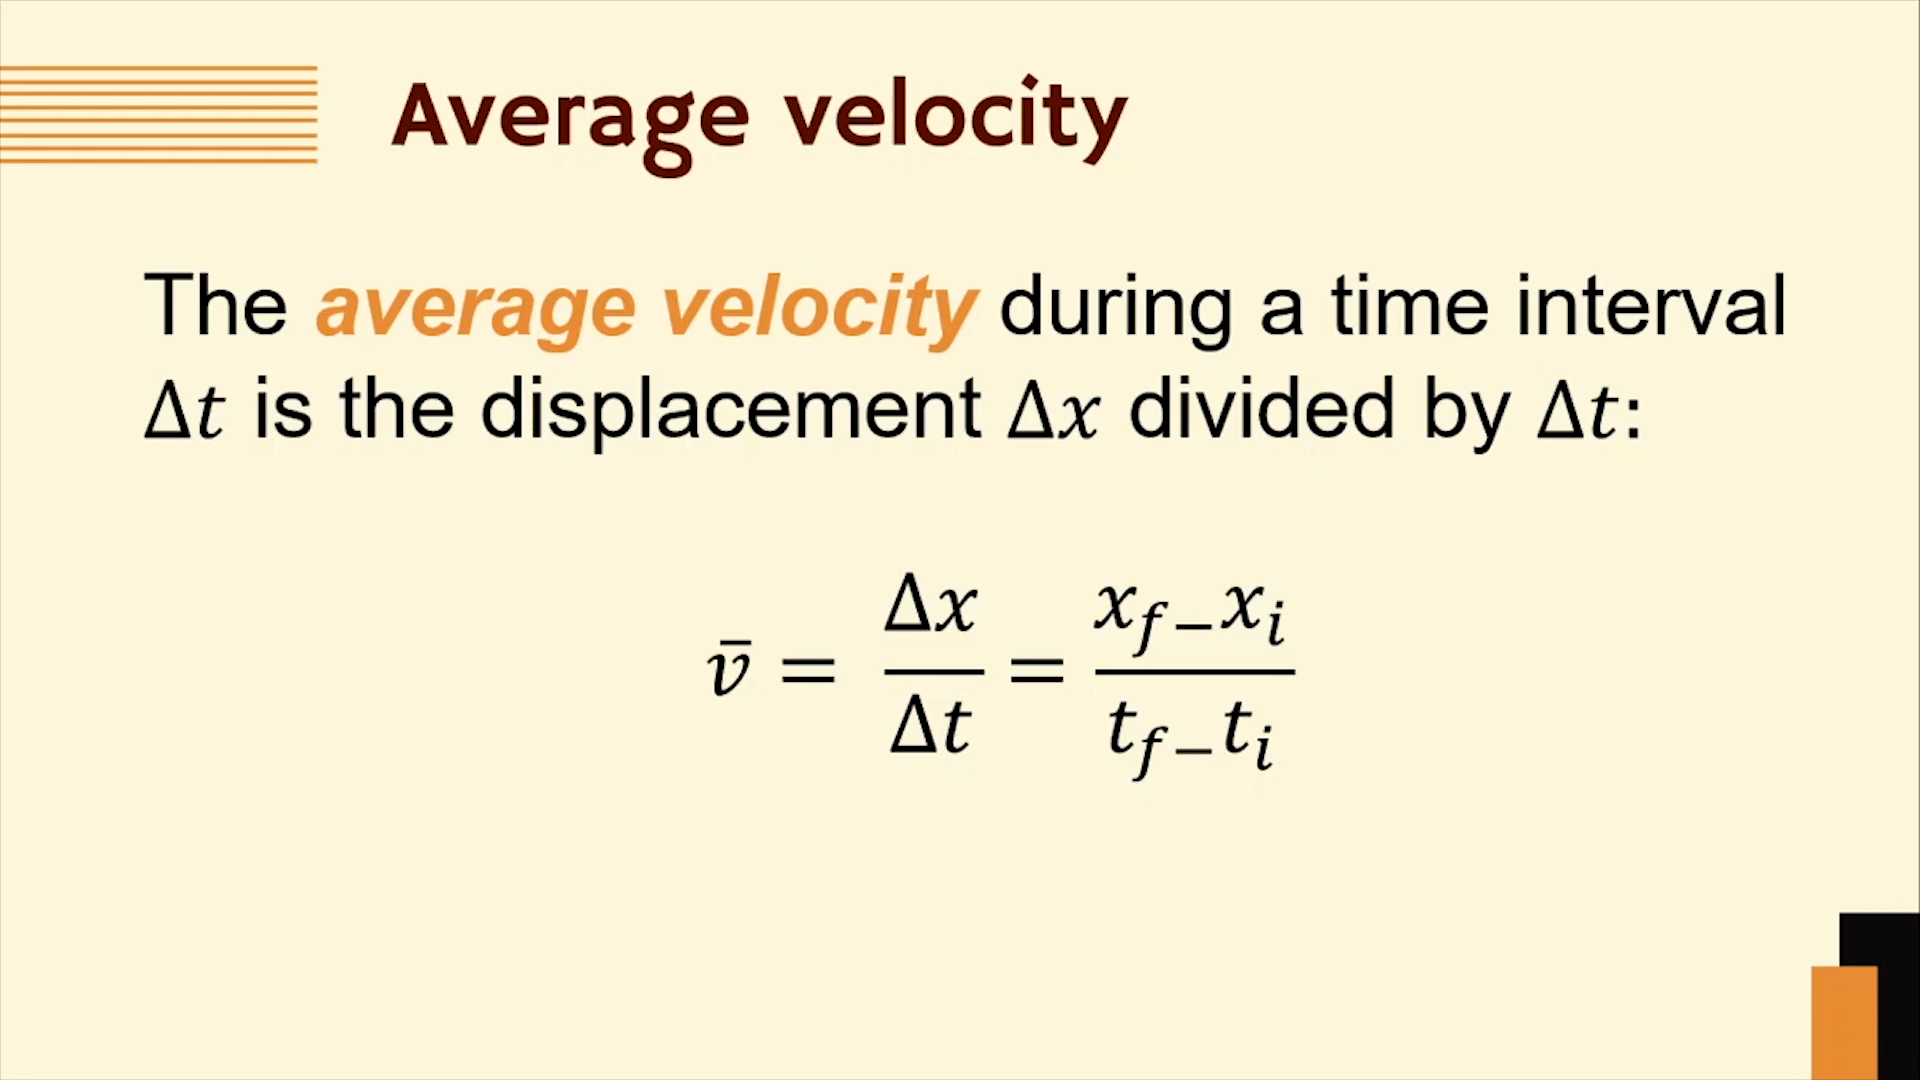 Average velocity
The average velocity during a time interval
Δt is the displacement Δx divided by Δt:
v̄ = Δx/Δt = x_f−x_i/t_f−t_i